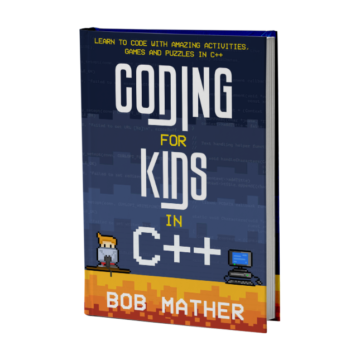 LEARN TO CODE WITH AMAZING ACTIVITIES,
GAMES AND PUZZLES IN C++
CODING
FOR
KIDS
IN
C++
BOB MATHER